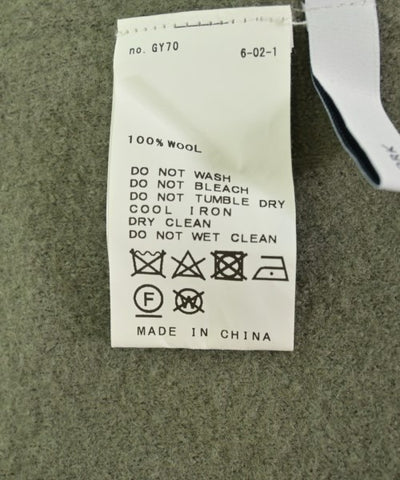 no. GY70 6-02-1
100% WOOL
DO NOT WASH
DO NOT BLEACH
DO NOT TUMBLE DRY
COOL IRON
DRY CLEAN
DO NOT WET CLEAN
F W
MADE IN CHINA